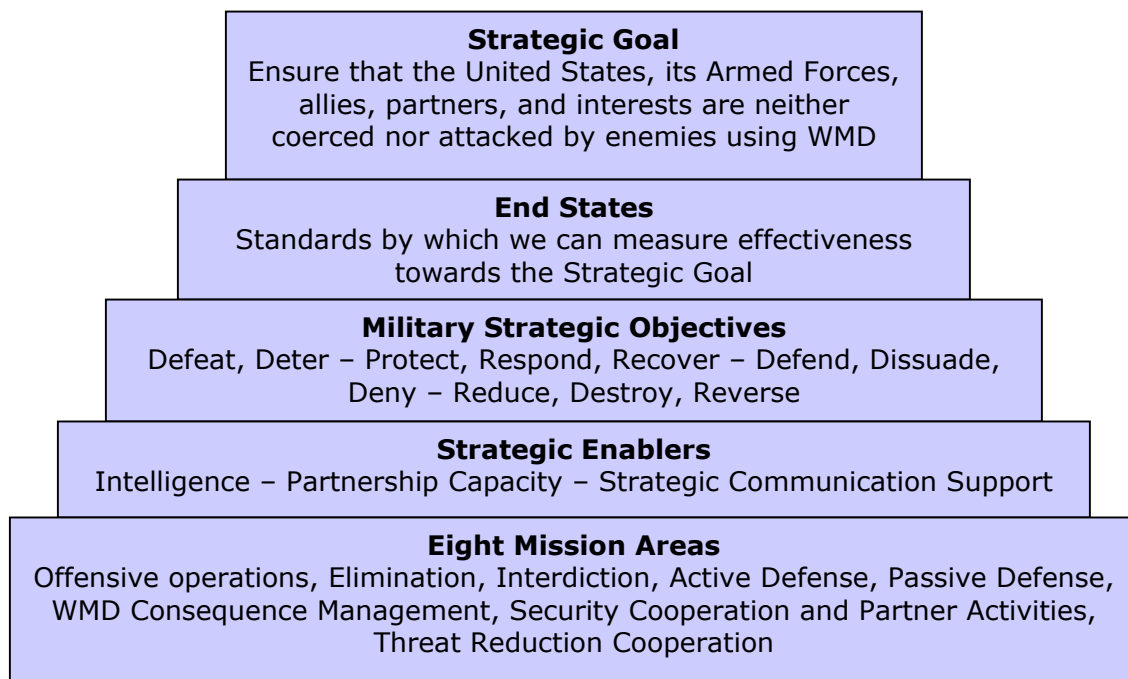 Strategic Goal
Ensure that the United States, its Armed Forces,
allies, partners, and interests are neither
coerced nor attacked by enemies using WMD
End States
Standards by which we can measure effectiveness
towards the Strategic Goal
Military Strategic Objectives
Defeat, Deter – Protect, Respond, Recover – Defend, Dissuade,
Deny – Reduce, Destroy, Reverse
Strategic Enablers
Intelligence – Partnership Capacity – Strategic Communication Support
Eight Mission Areas
Offensive operations, Elimination, Interdiction, Active Defense, Passive Defense,
WMD Consequence Management, Security Cooperation and Partner Activities,
Threat Reduction Cooperation